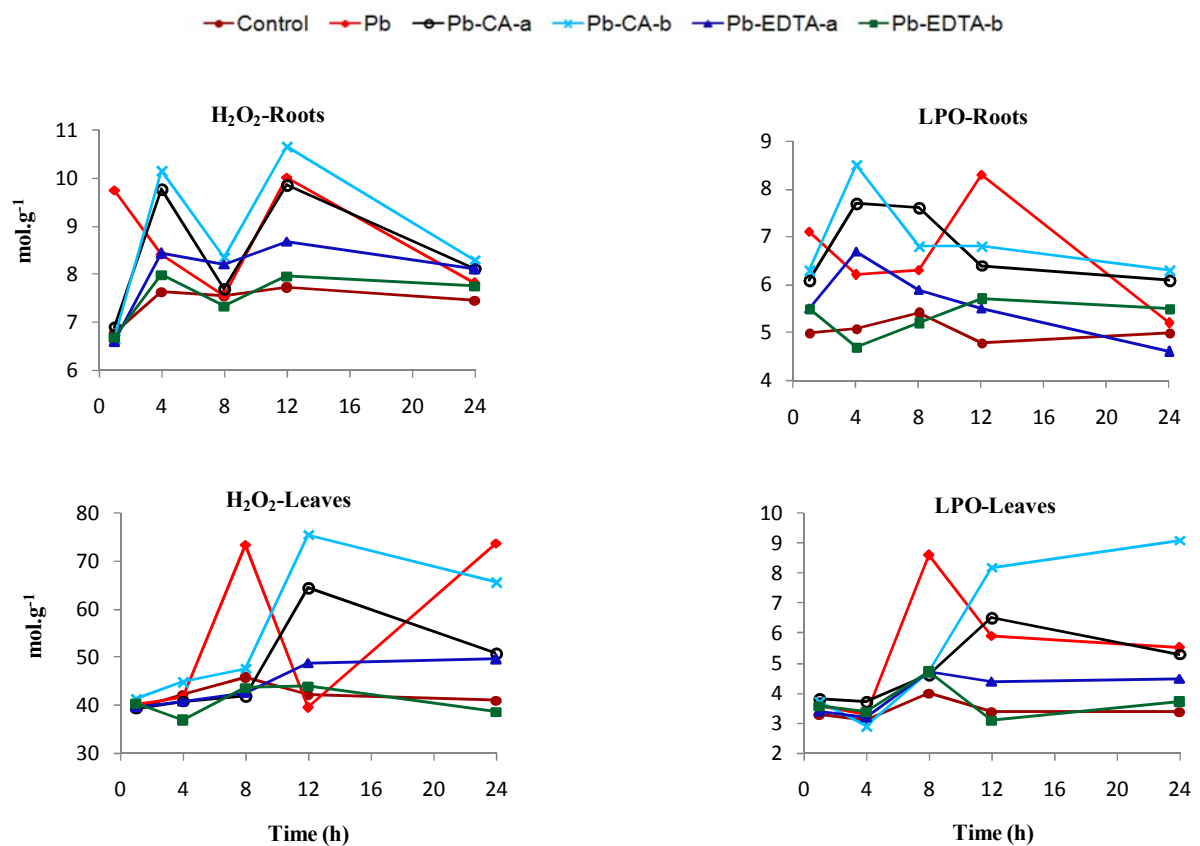 Control Pb Pb-CA-a Pb-CA-b Pb-EDTA-a Pb-EDTA-b
H₂O₂-Roots
mol.g⁻¹
11
10
9
8
7
6
0 4 8 12 16 20 24
LPO-Roots
9
8
7
6
5
4
0 4 8 12 16 20 24
H₂O₂-Leaves
mol.g⁻¹
80
70
60
50
40
30
0 4 8 12 16 20 24
Time (h)
LPO-Leaves
10
9
8
7
6
5
4
3
2
0 4 8 12 16 20 24
Time (h)